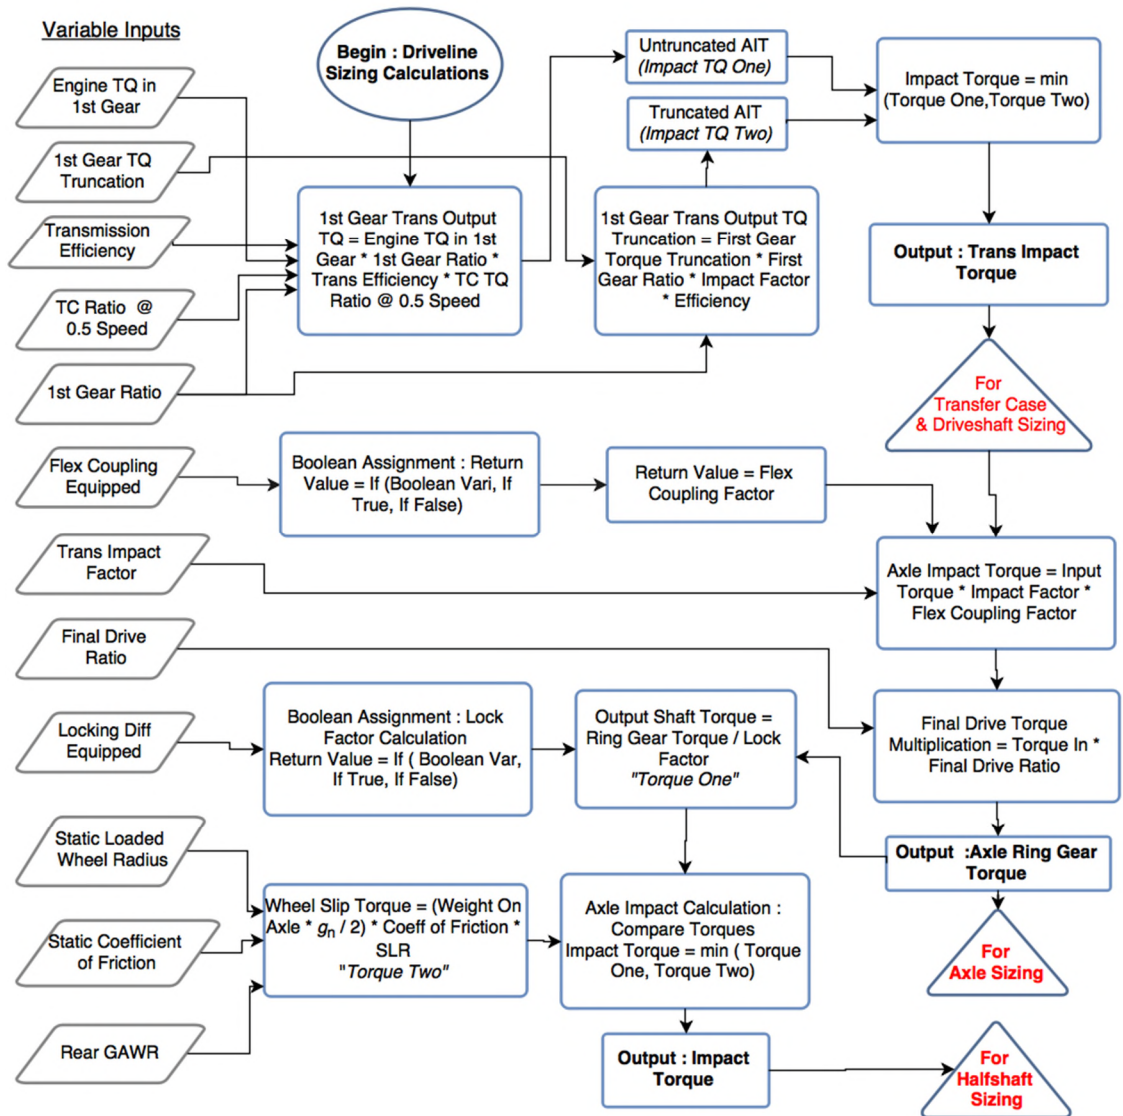 Variable Inputs
Engine TQ in
1st Gear
1st Gear TQ
Truncation
Transmission
Efficiency
TC Ratio @
0.5 Speed
1st Gear Ratio
Flex Coupling
Equipped
Trans Impact
Factor
Final Drive
Ratio
Locking Diff
Equipped
Static Loaded
Wheel Radius
Static Coefficient
of Friction
Rear GAWR
Begin : Driveline
Sizing Calculations
1st Gear Trans Output
TQ = Engine TQ in 1st
Gear * 1st Gear Ratio *
Trans Efficiency * TC TQ
Ratio @ 0.5 Speed
Untruncated AIT
(Impact TQ One)
Truncated AIT
(Impact TQ Two)
1st Gear Trans Output TQ
Truncation = First Gear
Torque Truncation * First
Gear Ratio * Impact Factor
* Efficiency
Impact Torque = min
(Torque One,Torque Two)
Output : Trans Impact
Torque
For
Transfer Case
& Driveshaft Sizing
Boolean Assignment : Return
Value = If (Boolean Vari, If
True, If False)
Return Value = Flex
Coupling Factor
Axle Impact Torque = Input
Torque * Impact Factor *
Flex Coupling Factor
Final Drive Torque
Multiplication = Torque In *
Final Drive Ratio
Boolean Assignment : Lock
Factor Calculation
Return Value = If ( Boolean Var,
If True, If False)
Output Shaft Torque =
Ring Gear Torque / Lock
Factor
"Torque One"
Output :Axle Ring Gear
Torque
For
Axle Sizing
Wheel Slip Torque = (Weight On
Axle * gn / 2) * Coeff of Friction *
SLR
"Torque Two"
Axle Impact Calculation :
Compare Torques
Impact Torque = min ( Torque
One, Torque Two)
Output : Impact
Torque
For
Halfshaft
Sizing